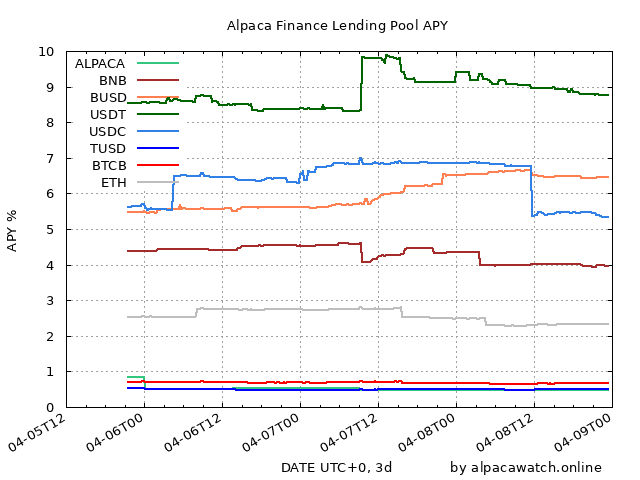 Alpaca Finance Lending Pool APY
10
9
8
7
6
5
4
3
2
1
0
APY %
ALPACA
BNB
BUSD
USDT
USDC
TUSD
BTCB
ETH
04-05T12
04-06T00
04-06T12
04-07T00
04-07T12
04-08T00
04-08T12
04-09T00
DATE UTC+0, 3d
by alpacawatch.online